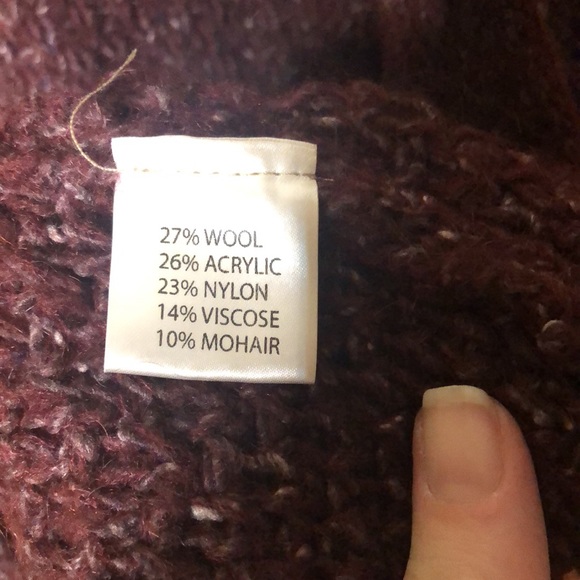 27% WOOL
26% ACRYLIC
23% NYLON
14% VISCOSE
10% MOHAIR